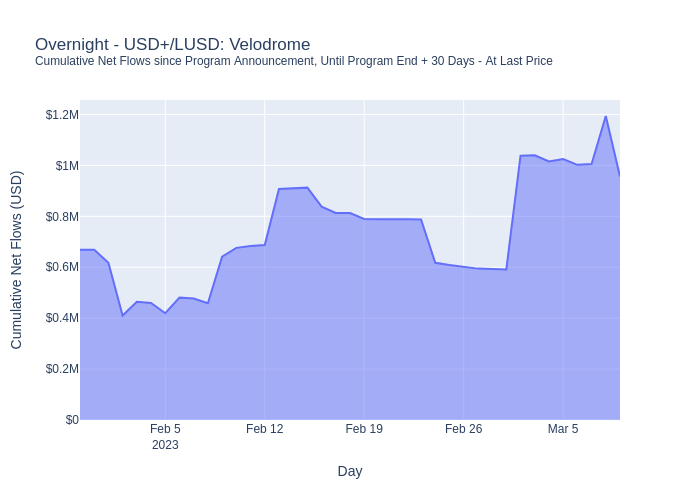 Overnight - USD+/LUSD: Velodrome
Cumulative Net Flows since Program Announcement, Until Program End + 30 Days - At Last Price
Cumulative Net Flows (USD)
$1.2M
$1M
$0.8M
$0.6M
$0.4M
$0.2M
$0
Feb 5
2023
Feb 12
Feb 19
Feb 26
Mar 5
Day